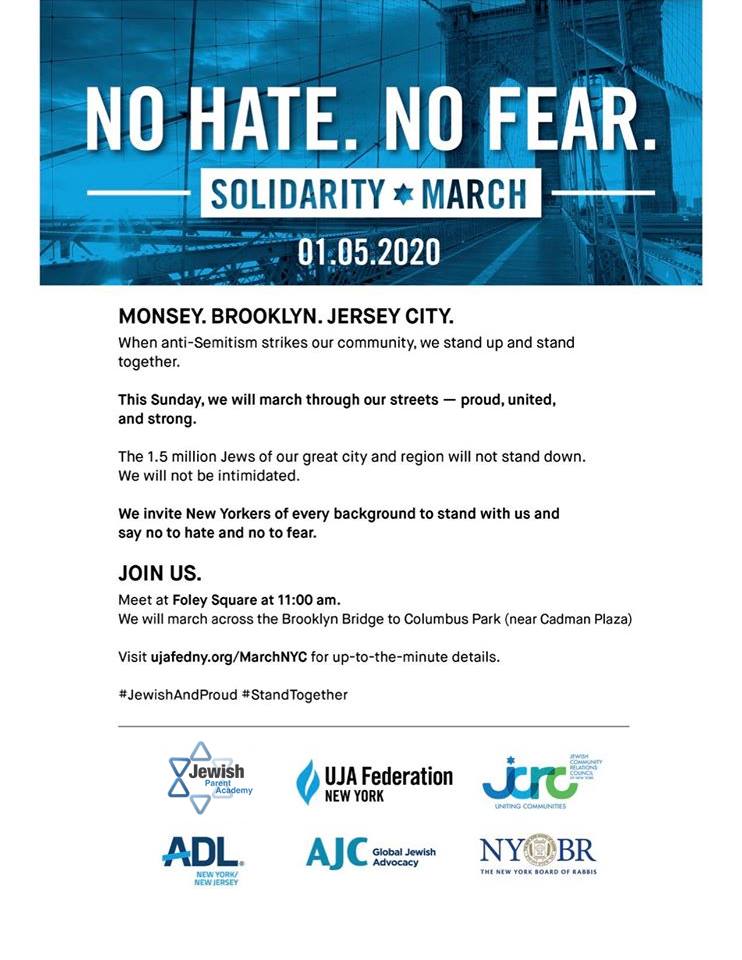 NO HATE. NO FEAR.
SOLIDARITY MARCH
01.05.2020
MONSEY. BROOKLYN. JERSEY CITY.
When anti-Semitism strikes our community, we stand up and stand
together.
This Sunday, we will march through our streets — proud, united,
and strong.
The 1.5 million Jews of our great city and region will not stand down.
We will not be intimidated.
We invite New Yorkers of every background to stand with us and
say no to hate and no to fear.
JOIN US.
Meet at Foley Square at 11:00 am.
We will march across the Brooklyn Bridge to Columbus Park (near Cadman Plaza)
Visit ujafedny.org/MarchNYC for up-to-the-minute details.
#JewishAndProud #StandTogether
Jewish
Parent
Academy
UJA Federation
NEW YORK
jcrc
JEWISH
COMMUNITY
RELATIONS
COUNCIL
OF NEW YORK
UNITING COMMUNITIES
ADL®
NEW YORK/
NEW JERSEY
AJC
Global Jewish
Advocacy
NY BR
THE NEW YORK BOARD OF RABBIS